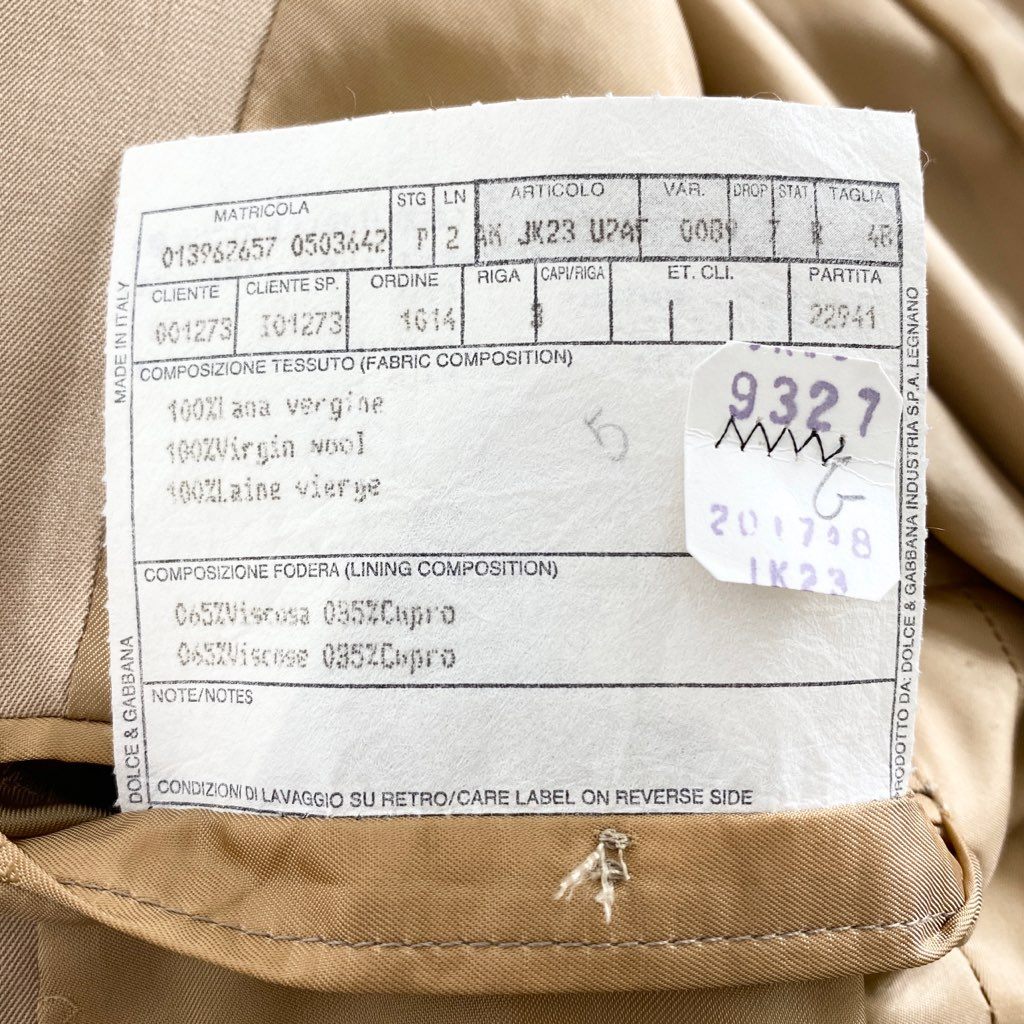 MATRICOLA STG LN ARTICOLO VAR. DROP STAT TAGLIA
013962657 0503642 P 2 JK23 7 R 48
CLIENTE CLIENTE SP. ORDINE RIGA CAPI/RIGA ET. CLI. PARTITA
001273 I01273 1614 22941
COMPOSIZIONE TESSUTO (FABRIC COMPOSITION)
100%Lana vergine
100%Virgin wool
100%Laine vierge
COMPOSIZIONE FODERA (LINING COMPOSITION)
065%Viscosa 035%Cupro
065%Viscose 035%Cupro
NOTE/NOTES
CONDIZIONI DI LAVAGGIO SU RETRO/CARE LABEL ON REVERSE SIDE
MADE IN ITALY
DOLCE & GABBANA
PRODOTTO DA: DOLCE & GABBANA INDUSTRIA S.P.A. LEGNANO
9327
JK23